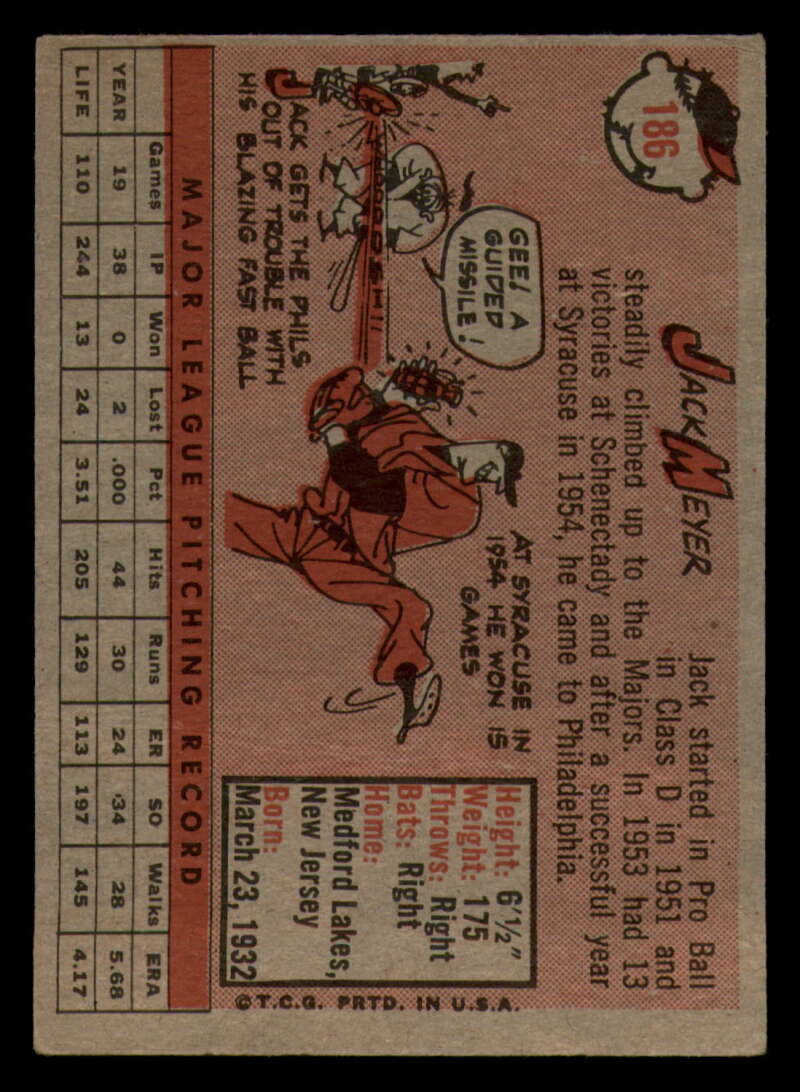 186
JACK MEYER
Jack started in Pro Ball
in Class D in 1951 and
steadily climbed up to the Majors. In 1953 had 13
victories at Schenectady and after a successful year
at Syracuse in 1954, he came to Philadelphia.
GEE! A
GUIDED
MISSILE!
JACK GETS THE PHILS
OUT OF TROUBLE WITH
HIS BLAZING FAST BALL
AT SYRACUSE IN
1954 HE WON 15
GAMES
Height: 6'1½"
Weight: 175
Throws: Right
Bats: Right
Home:
Medford Lakes,
New Jersey
Born:
March 23, 1932
© T.C.G. PRTD. IN U.S.A.
MAJOR LEAGUE PITCHING RECORD
Games IP Won Lost Pct Hits Runs ER SO Walks ERA
YEAR 19 38 0 2 .000 44 30 24 34 28 5.68
LIFE 110 244 13 24 3.51 205 129 113 197 145 4.17